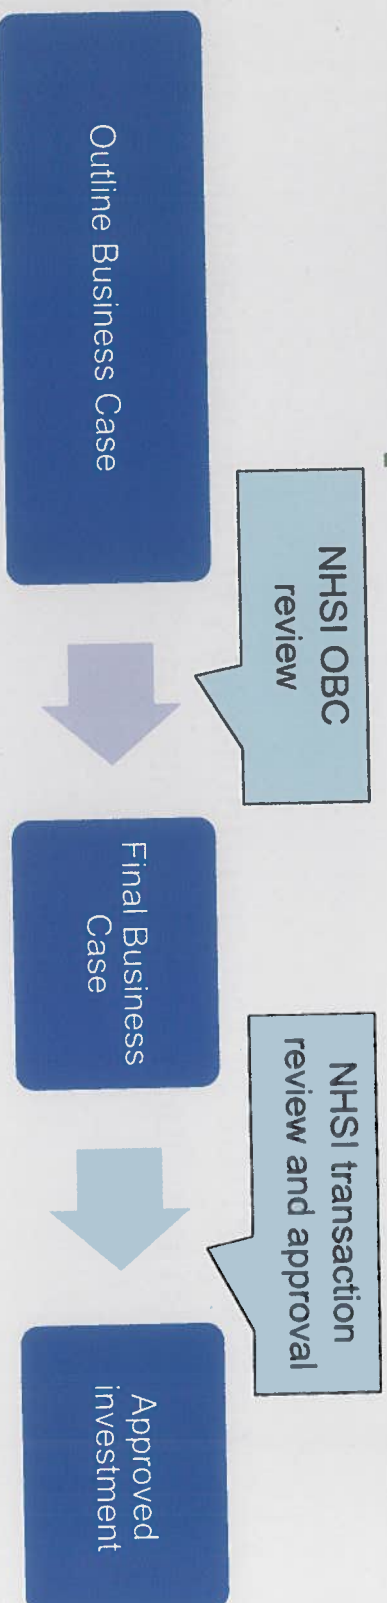 NHSI OBC
review
NHSI transaction
review and approval
Outline Business Case
Final Business
Case
Approved
investment